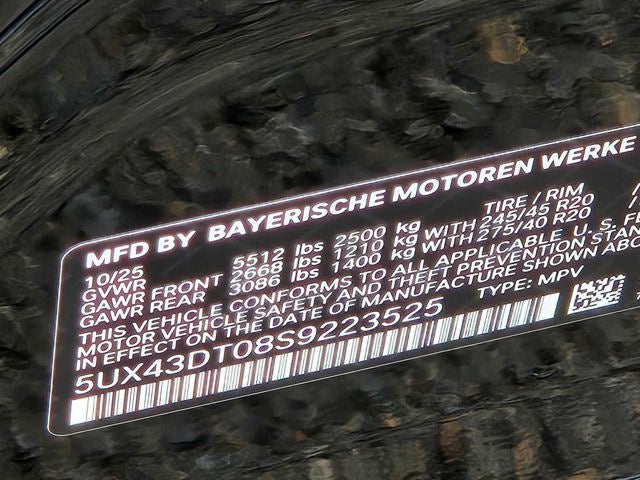 MFD BY BAYERISCHE MOTOREN WERKE
10/25 TIRE / RIM
GVWR 5512 lbs 2500 kg
GAWR FRONT 2668 lbs 1210 kg WITH 245/45 R20
GAWR REAR 3086 lbs 1400 kg WITH 275/40 R20
THIS VEHICLE CONFORMS TO ALL APPLICABLE U. S. F
MOTOR VEHICLE SAFETY AND THEFT PREVENTION STAN
IN EFFECT ON THE DATE OF MANUFACTURE SHOWN ABO
5UX43DT08S9223525 TYPE: MPV